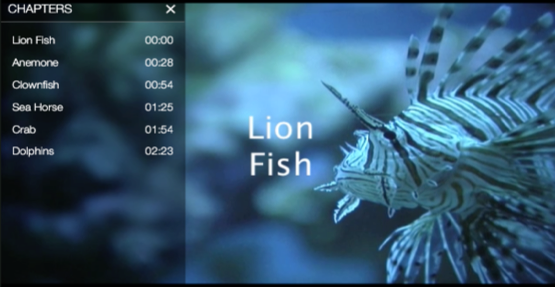 CHAPTERS ×
Lion Fish 00:00
Anemone 00:28
Clownfish 00:54
Sea Horse 01:25
Crab 01:54
Dolphins 02:23
Lion
Fish